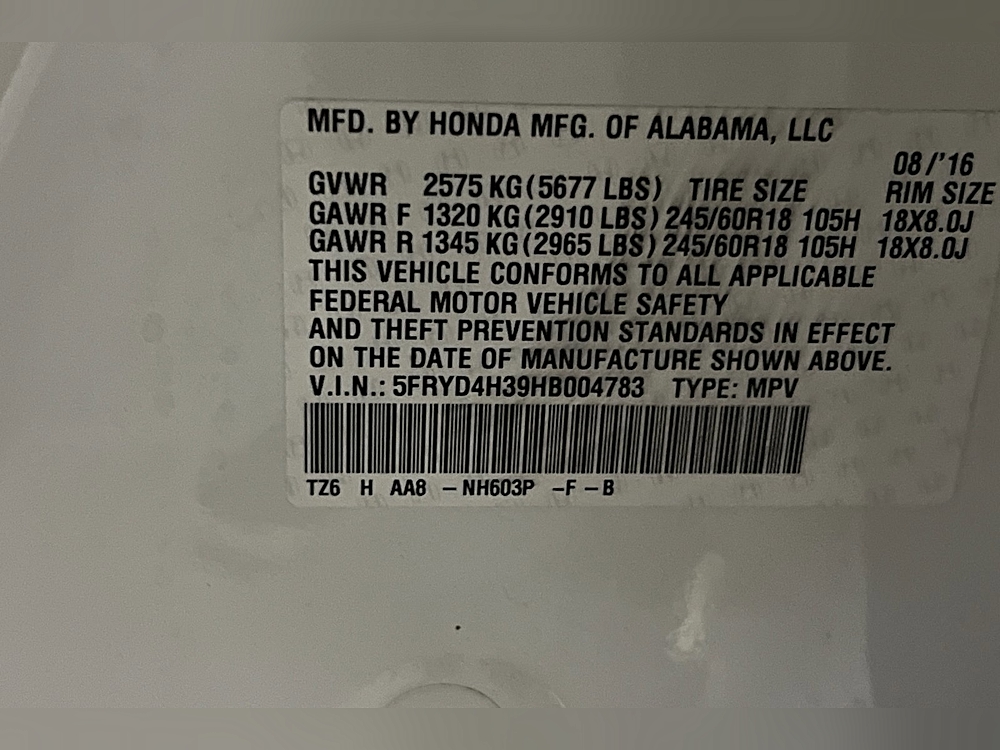 MFD. BY HONDA MFG. OF ALABAMA, LLC
08/'16
GVWR 2575 KG (5677 LBS) TIRE SIZE RIM SIZE
GAWR F 1320 KG (2910 LBS) 245/60R18 105H 18X8.0J
GAWR R 1345 KG (2965 LBS) 245/60R18 105H 18X8.0J
THIS VEHICLE CONFORMS TO ALL APPLICABLE
FEDERAL MOTOR VEHICLE SAFETY
AND THEFT PREVENTION STANDARDS IN EFFECT
ON THE DATE OF MANUFACTURE SHOWN ABOVE.
V.I.N.: 5FRYD4H39HB004783 TYPE: MPV
TZ6 H AA8 - NH603P - F - B